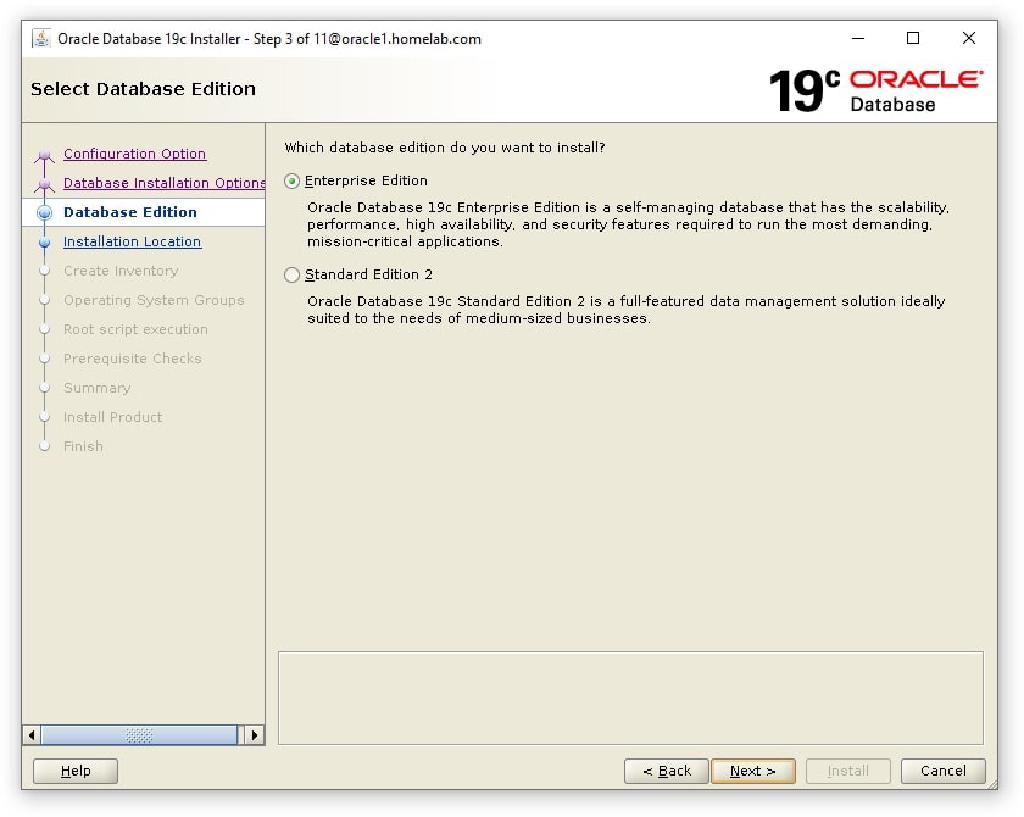 Oracle Database 19c Installer - Step 3 of 11@oracle1.homelab.com
Select Database Edition
19c ORACLE
Database
Configuration Option
Database Installation Options
Database Edition
Installation Location
Create Inventory
Operating System Groups
Root script execution
Prerequisite Checks
Summary
Install Product
Finish
Which database edition do you want to install?
Enterprise Edition
Oracle Database 19c Enterprise Edition is a self-managing database that has the scalability,
performance, high availability, and security features required to run the most demanding,
mission-critical applications.
Standard Edition 2
Oracle Database 19c Standard Edition 2 is a full-featured data management solution ideally
suited to the needs of medium-sized businesses.
Help
< Back
Next >
Install
Cancel